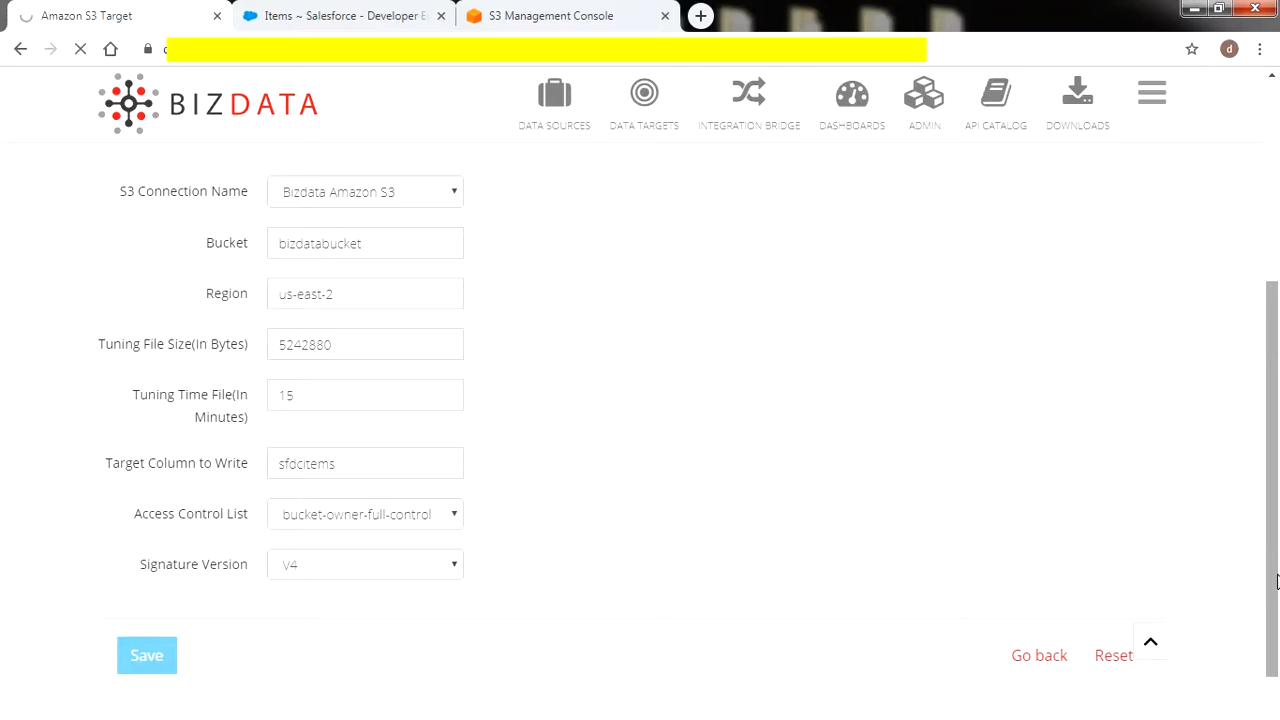 Amazon S3 Target
Items ~ Salesforce - Developer E
S3 Management Console
d
BIZDATA
DATA SOURCES
DATA TARGETS
INTEGRATION BRIDGE
DASHBOARDS
ADMIN
API CATALOG
DOWNLOADS
S3 Connection Name
Bizdata Amazon S3
Bucket
bizdatabucket
Region
us-east-2
Tuning File Size(In Bytes)
5242880
Tuning Time File(In
Minutes)
15
Target Column to Write
sfdcitems
Access Control List
bucket-owner-full-control
Signature Version
V4
Save
Go back
Reset